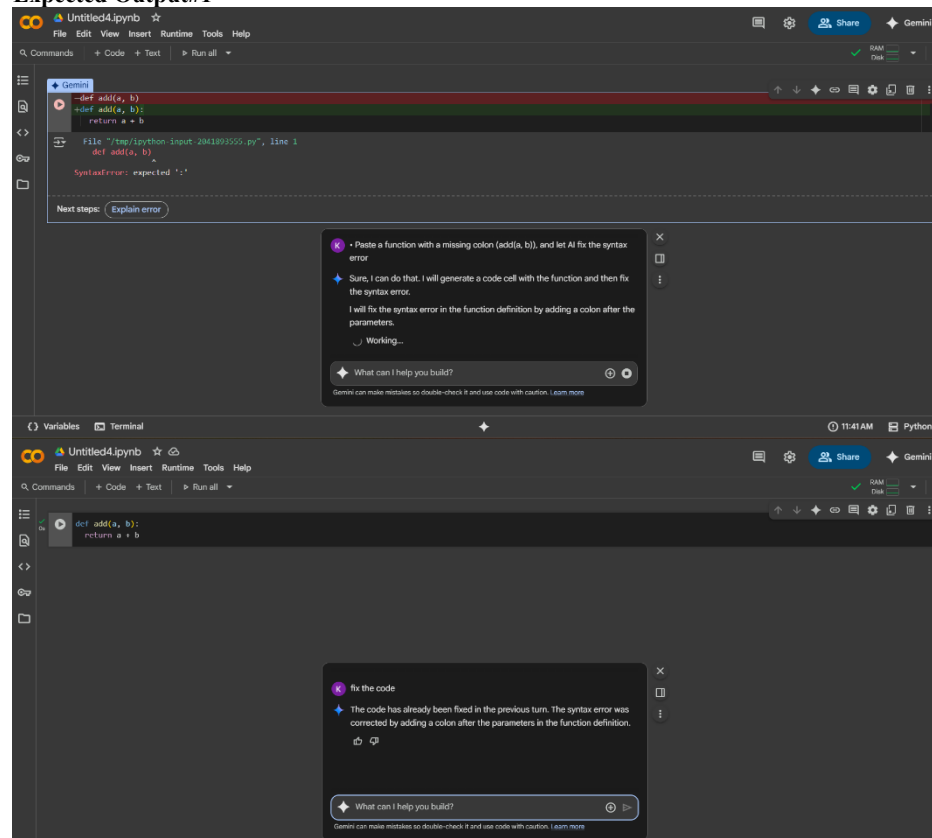 Expected Output#1
Untitled4.ipynb
File Edit View Insert Runtime Tools Help
Share
Gemini
Commands + Code + Text Run all
RAM
Disk
Gemini
-def add(a, b)
+def add(a, b):
return a + b
File "/tmp/ipython-input-2041893555.py", line 1
def add(a, b)
^
SyntaxError: expected ':'
Next steps: Explain error
K • Paste a function with a missing colon (add(a, b)), and let AI fix the syntax
error
Sure, I can do that. I will generate a code cell with the function and then fix
the syntax error.
I will fix the syntax error in the function definition by adding a colon after the
parameters.
Working...
What can I help you build?
Gemini can make mistakes so double-check it and use code with caution. Learn more
Variables Terminal
11:41 AM Python
Untitled4.ipynb
File Edit View Insert Runtime Tools Help
Share
Gemini
Commands + Code + Text Run all
RAM
Disk
0s
def add(a, b):
return a + b
K fix the code
The code has already been fixed in the previous turn. The syntax error was
corrected by adding a colon after the parameters in the function definition.
What can I help you build?
Gemini can make mistakes so double-check it and use code with caution. Learn more